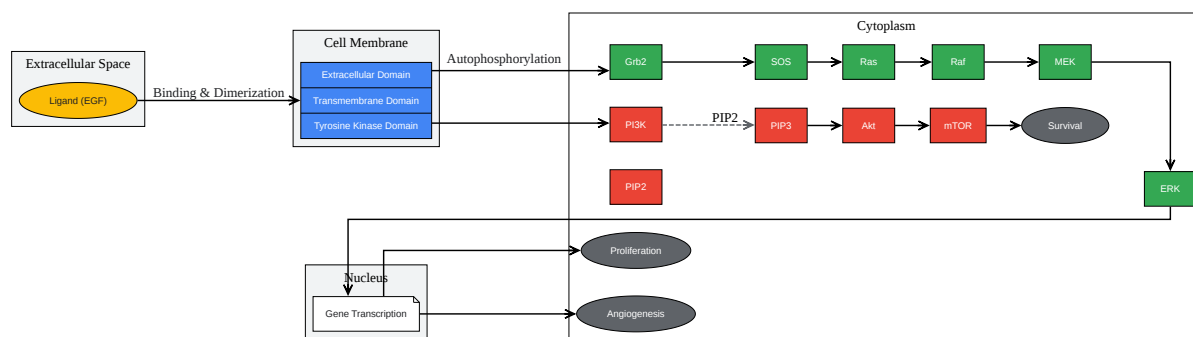 Cytoplasm
Cell Membrane
Extracellular Space
Autophosphorylation
Grb2
SOS
Ras
Raf
MEK
Extracellular Domain
Ligand (EGF)
Binding & Dimerization
Transmembrane Domain
Tyrosine Kinase Domain
PI3K
PIP2
PIP3
Akt
mTOR
Survival
PIP2
ERK
Proliferation
Nucleus
Gene Transcription
Angiogenesis